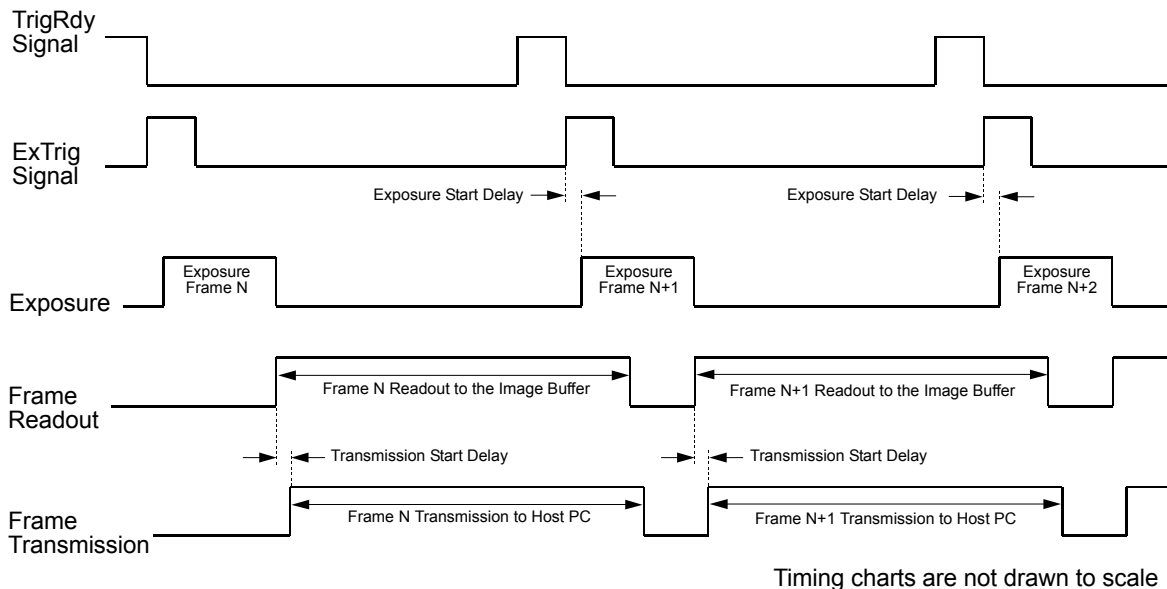 TrigRdy
Signal
ExTrig
Signal
Exposure Start Delay
Exposure Start Delay
Exposure
Exposure
Frame N
Exposure
Frame N+1
Exposure
Frame N+2
Frame
Readout
Frame N Readout to the Image Buffer
Frame N+1 Readout to the Image Buffer
Transmission Start Delay
Transmission Start Delay
Frame
Transmission
Frame N Transmission to Host PC
Frame N+1 Transmission to Host PC
Timing charts are not drawn to scale